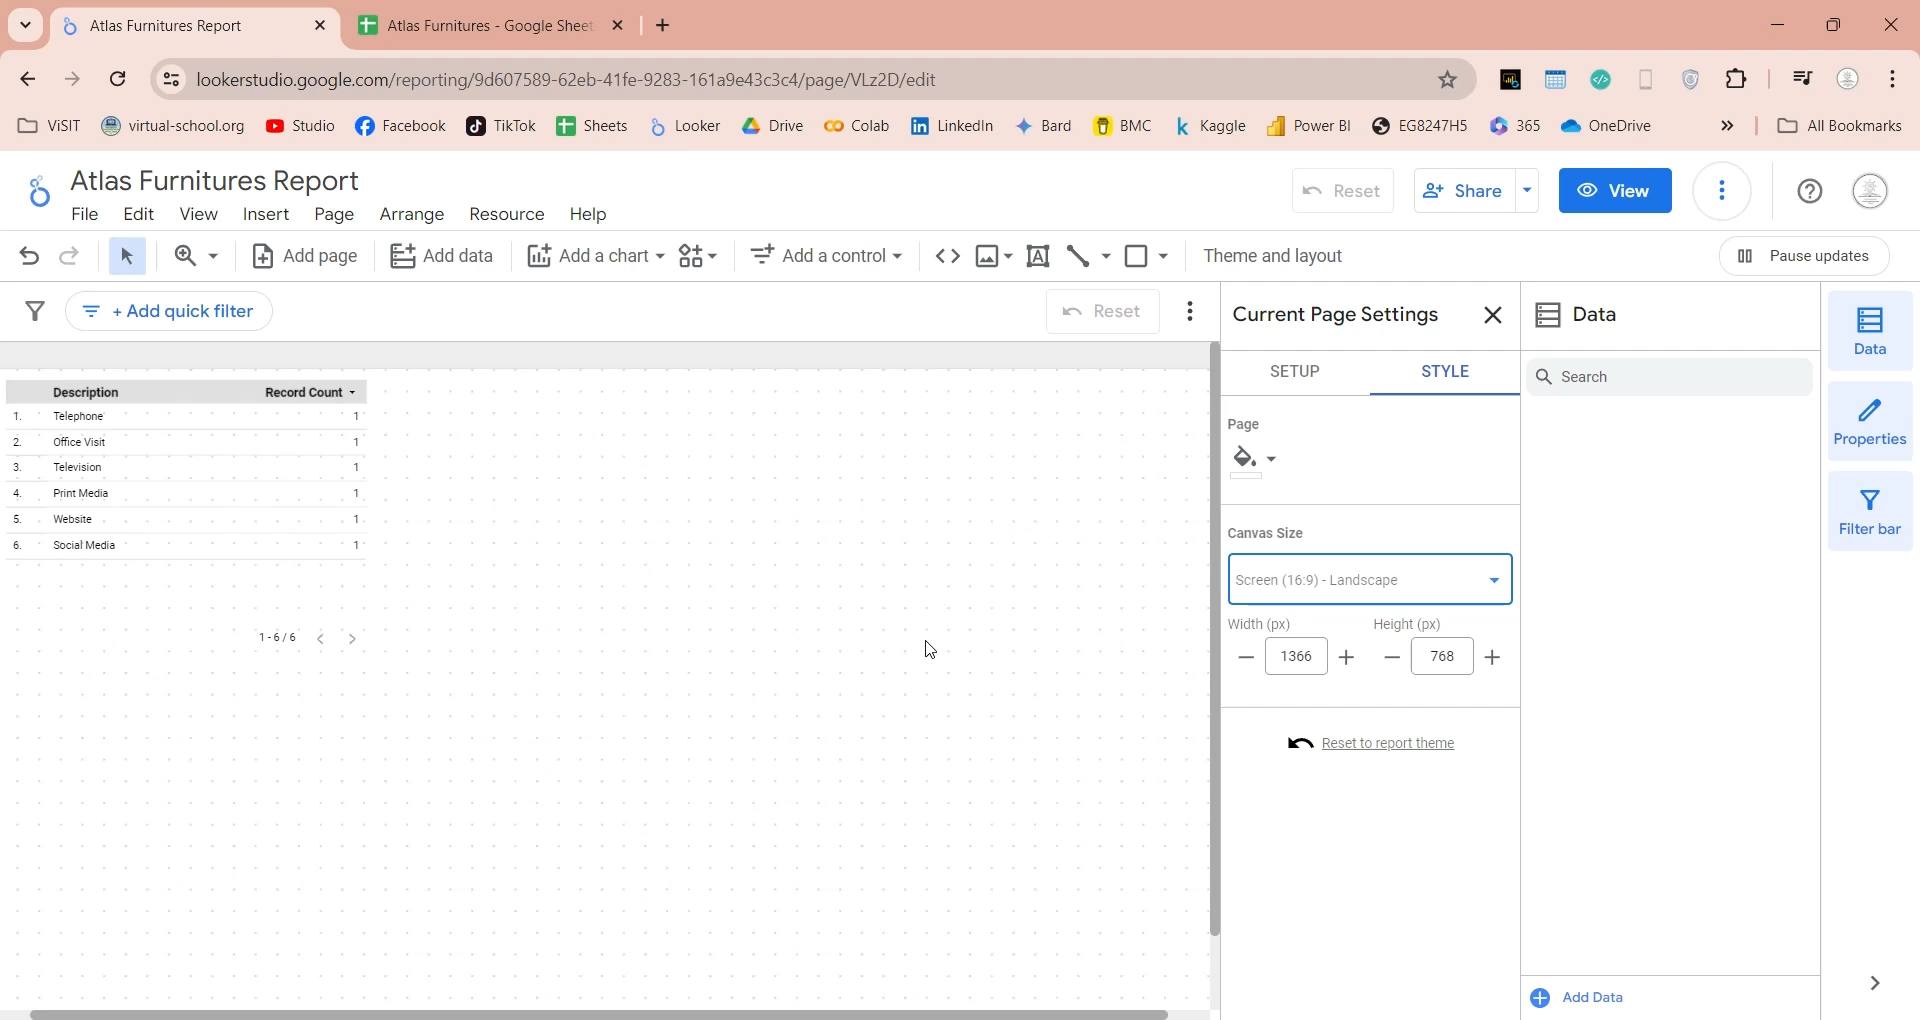 Atlas Furnitures Report
Atlas Furnitures - Google Sheet
lookerstudio.google.com/reporting/9d607589-62eb-41fe-9283-161a9e43c3c4/page/VLz2D/edit
ViSIT
virtual-school.org
Studio
Facebook
TikTok
Sheets
Looker
Drive
Colab
LinkedIn
Bard
BMC
Kaggle
Power BI
EG8247H5
365
OneDrive
All Bookmarks
Atlas Furnitures Report
File Edit View Insert Page Arrange Resource Help
Reset
Share
View
Add page
Add data
Add a chart
Add a control
Theme and layout
Pause updates
+ Add quick filter
Reset
Current Page Settings
Data
SETUP
STYLE
Search
Page
Canvas Size
Screen (16:9) - Landscape
Width (px)
Height (px)
1366
768
Reset to report theme
Add Data
Data
Properties
Filter bar
Description Record Count
1. Telephone 1
2. Office Visit 1
3. Television 1
4. Print Media 1
5. Website 1
6. Social Media 1
1 - 6 / 6